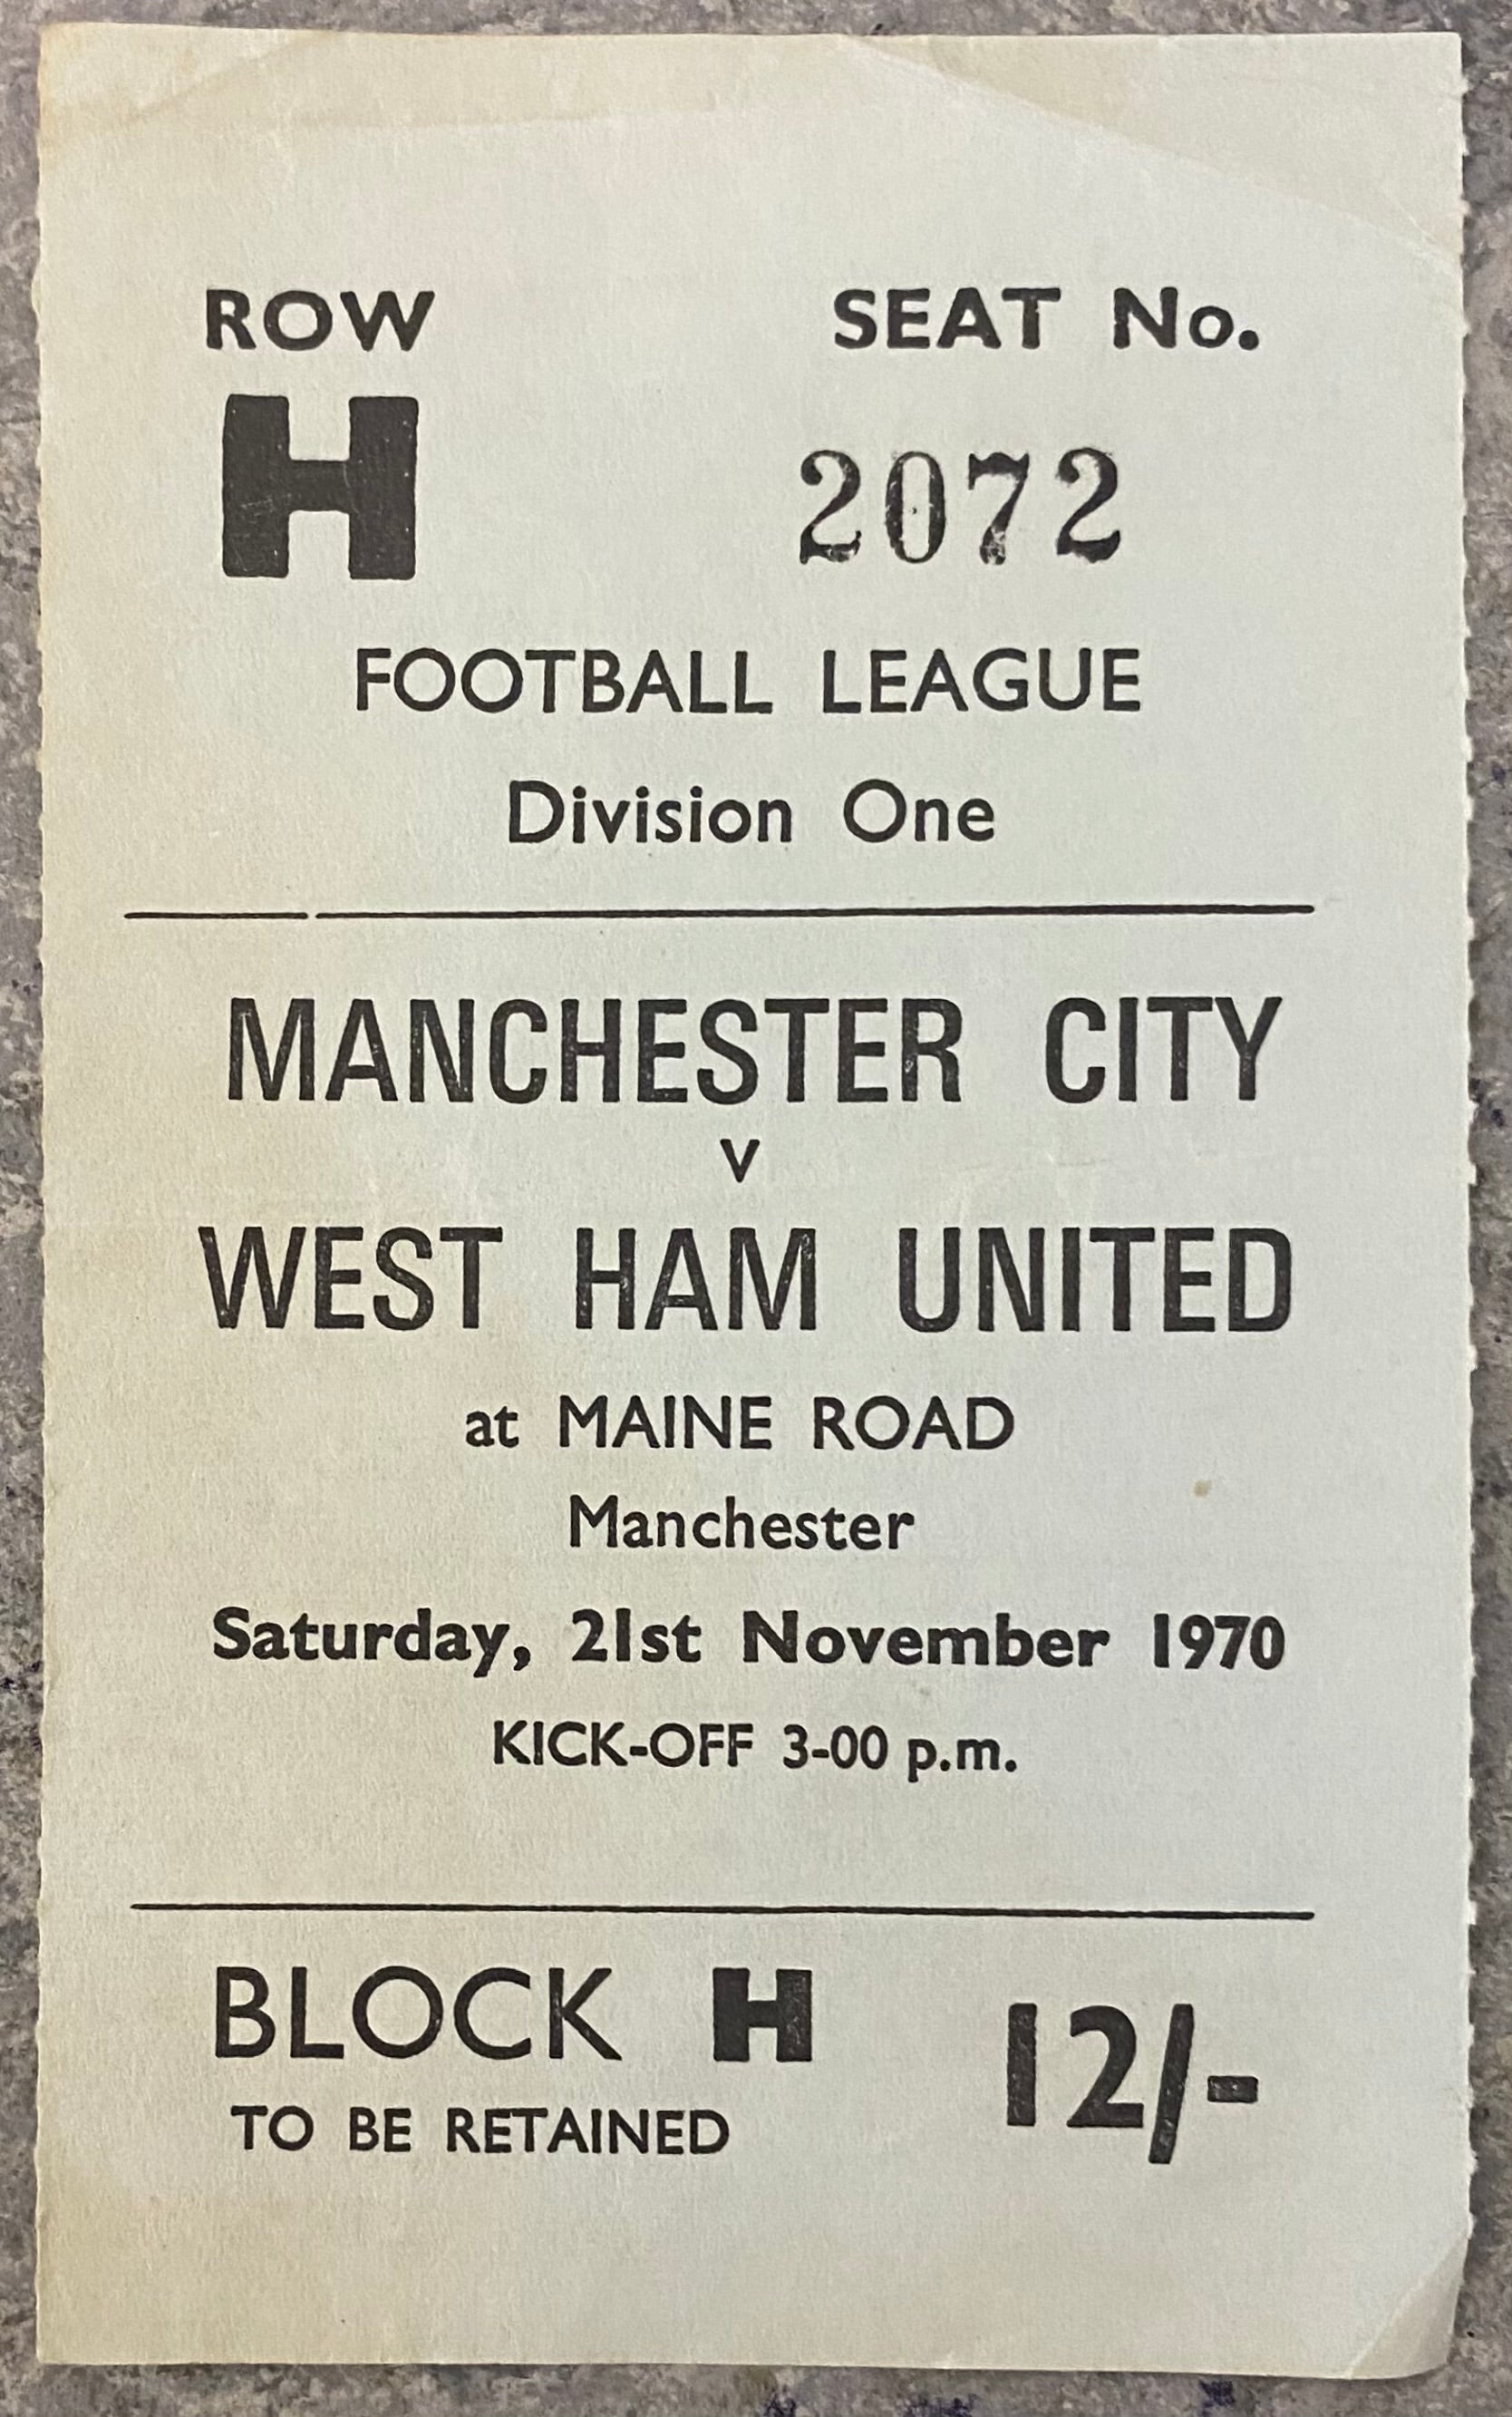 ROW SEAT No.
H 2072
FOOTBALL LEAGUE
Division One
MANCHESTER CITY
v
WEST HAM UNITED
at MAINE ROAD
Manchester
Saturday, 21st November 1970
KICK-OFF 3-00 p.m.
BLOCK H 12/-
TO BE RETAINED